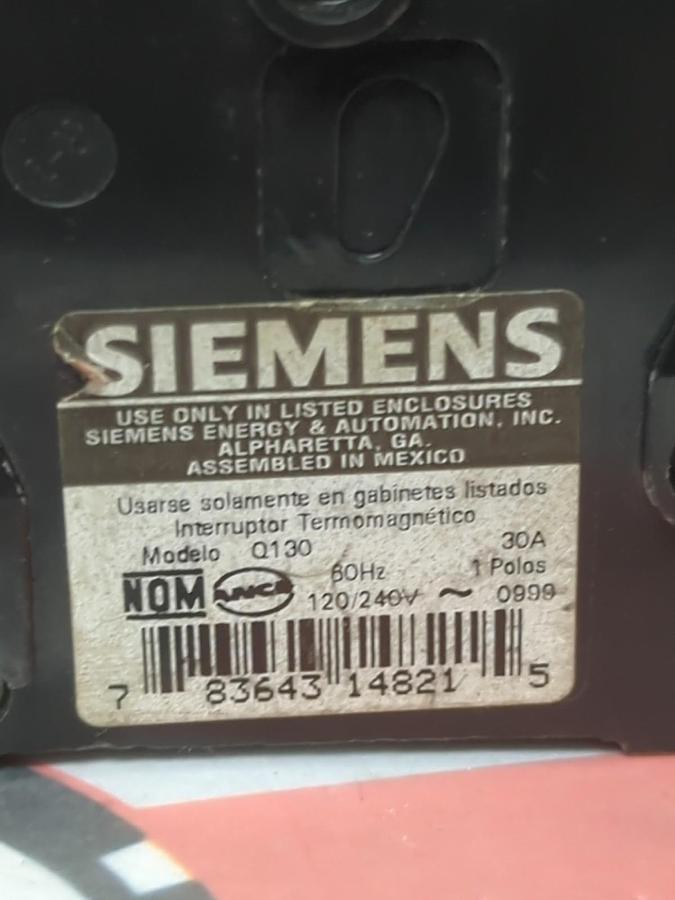 SIEMENS
USE ONLY IN LISTED ENCLOSURES
SIEMENS ENERGY & AUTOMATION, INC.
ALPHARETTA, GA.
ASSEMBLED IN MEXICO
Usarse solamente en gabinetes listados
Interruptor Termomagnético
Modelo Q130 30A
60Hz 1 Polos
NOM ANCE 120/240V ~ 0999
7 83643 14821 5